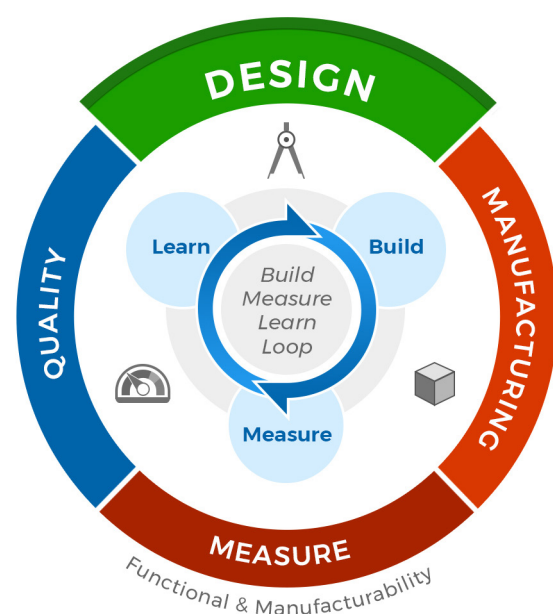 DESIGN
MANUFACTURING
QUALITY
Learn
Build
Build
Measure
Learn
Loop
Measure
MEASURE
Functional & Manufacturability